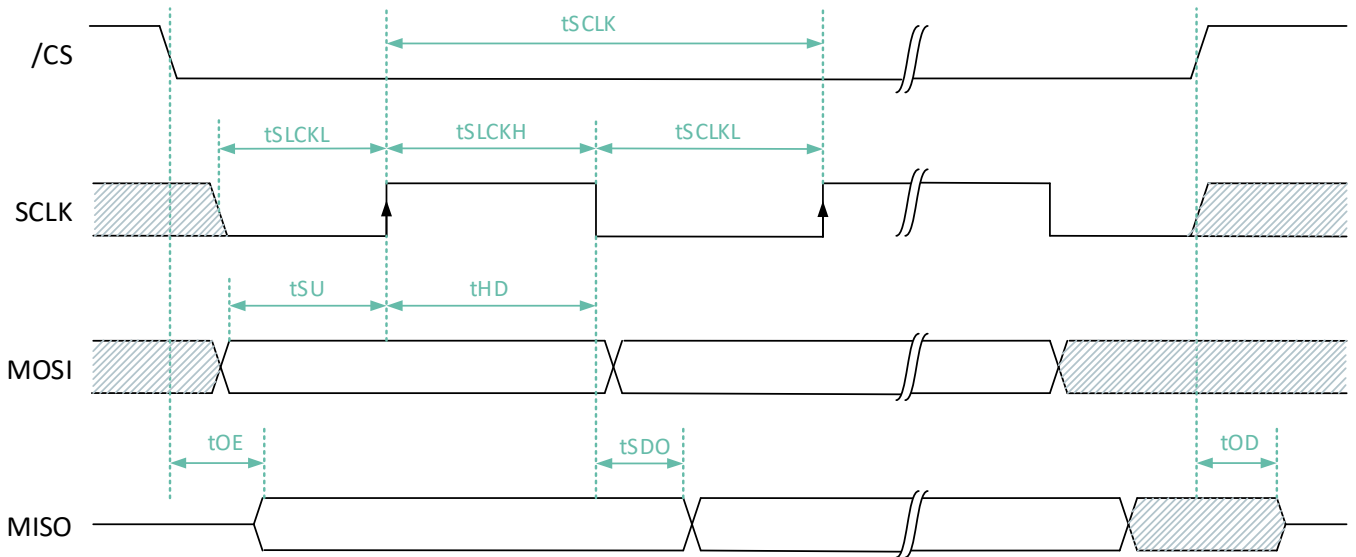 tSCLK
/CS
tSLCKL tSLCKH tSCLKL
SCLK
tSU tHD
MOSI
tOE tSDO tOD
MISO